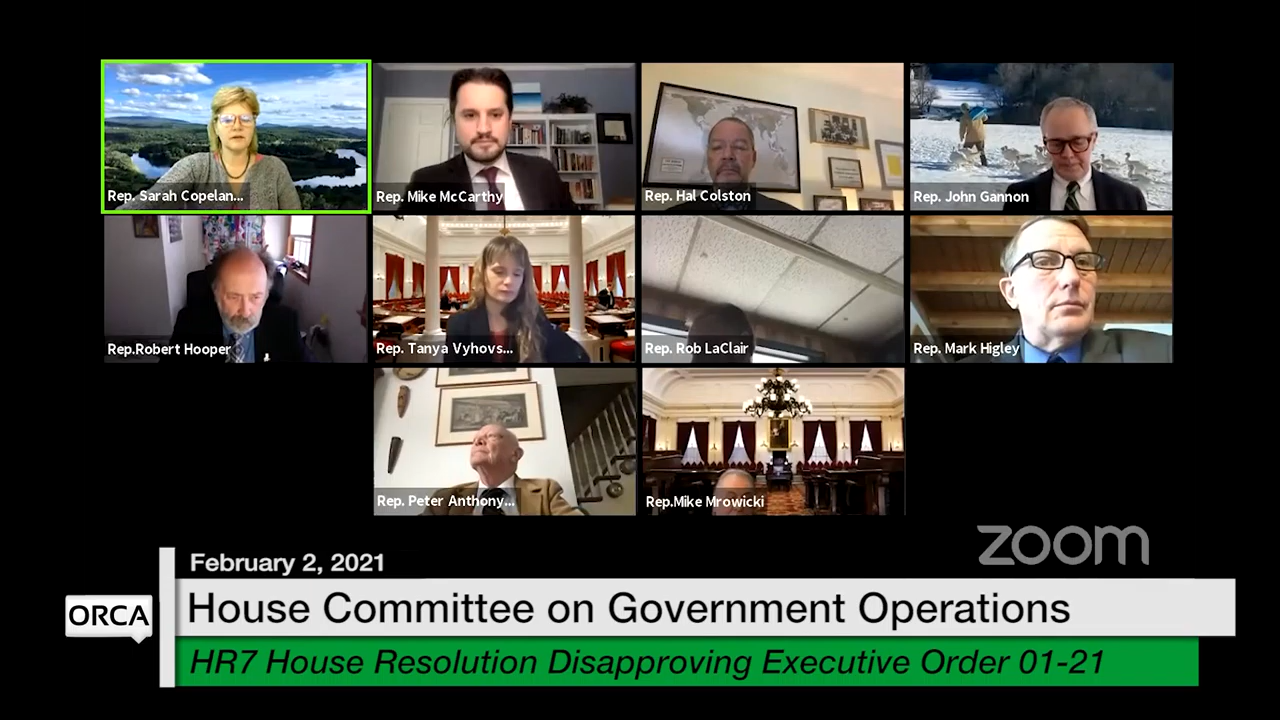 Rep. Sarah Copelan...
Rep. Mike McCarthy
Rep. Hal Colston
Rep. John Gannon
Rep.Robert Hooper
Rep. Tanya Vyhovs...
Rep. Rob LaClair
Rep. Mark Higley
Rep. Peter Anthony...
Rep.Mike Mrowicki
zoom
February 2, 2021
ORCA
House Committee on Government Operations
HR7 House Resolution Disapproving Executive Order 01-21